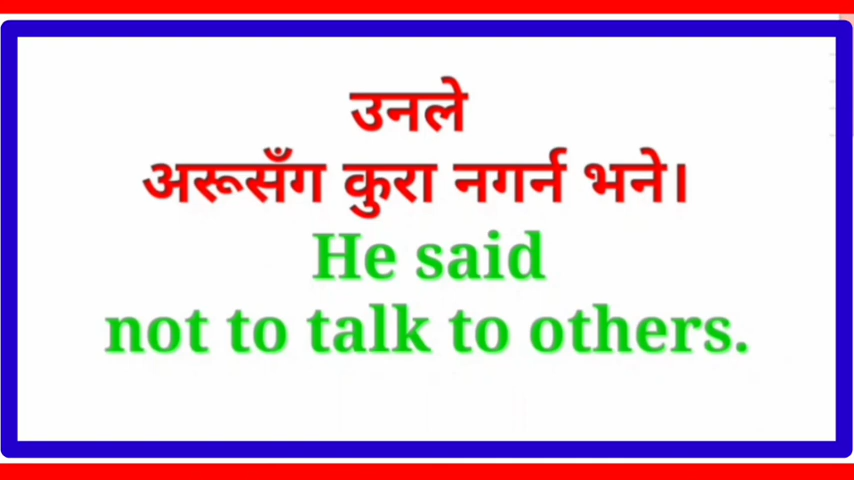 उनले
अरूसँग कुरा नगर्न भने।
He said
not to talk to others.